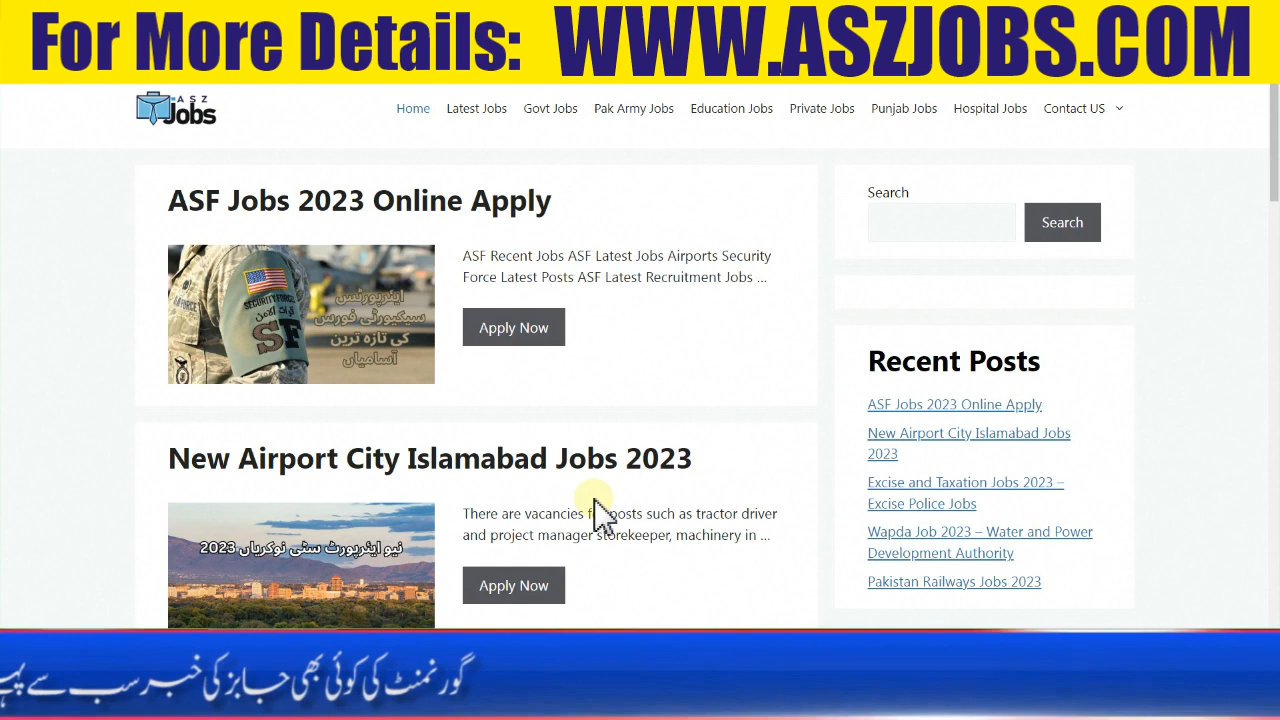 For More Details: WWW.ASZJOBS.COM
ASZ
Jobs
Home Latest Jobs Govt Jobs Pak Army Jobs Education Jobs Private Jobs Punjab Jobs Hospital Jobs Contact US
ASF Jobs 2023 Online Apply
SECURITY FORCES
SF
ایئرپورٹس
سیکیورٹی فورس
کی تازہ ترین
آسامیاں
ASF Recent Jobs ASF Latest Jobs Airports Security
Force Latest Posts ASF Latest Recruitment Jobs ...
Apply Now
New Airport City Islamabad Jobs 2023
نیو ایئرپورٹ سٹی نوکریاں 2023
There are vacancies for posts such as tractor driver
and project manager storekeeper, machinery in ...
Apply Now
Search
Search
Recent Posts
ASF Jobs 2023 Online Apply
New Airport City Islamabad Jobs
2023
Excise and Taxation Jobs 2023 –
Excise Police Jobs
Wapda Job 2023 – Water and Power
Development Authority
Pakistan Railways Jobs 2023
گورنمنٹ کی کوئی بھی جابز کی خبر سب سے